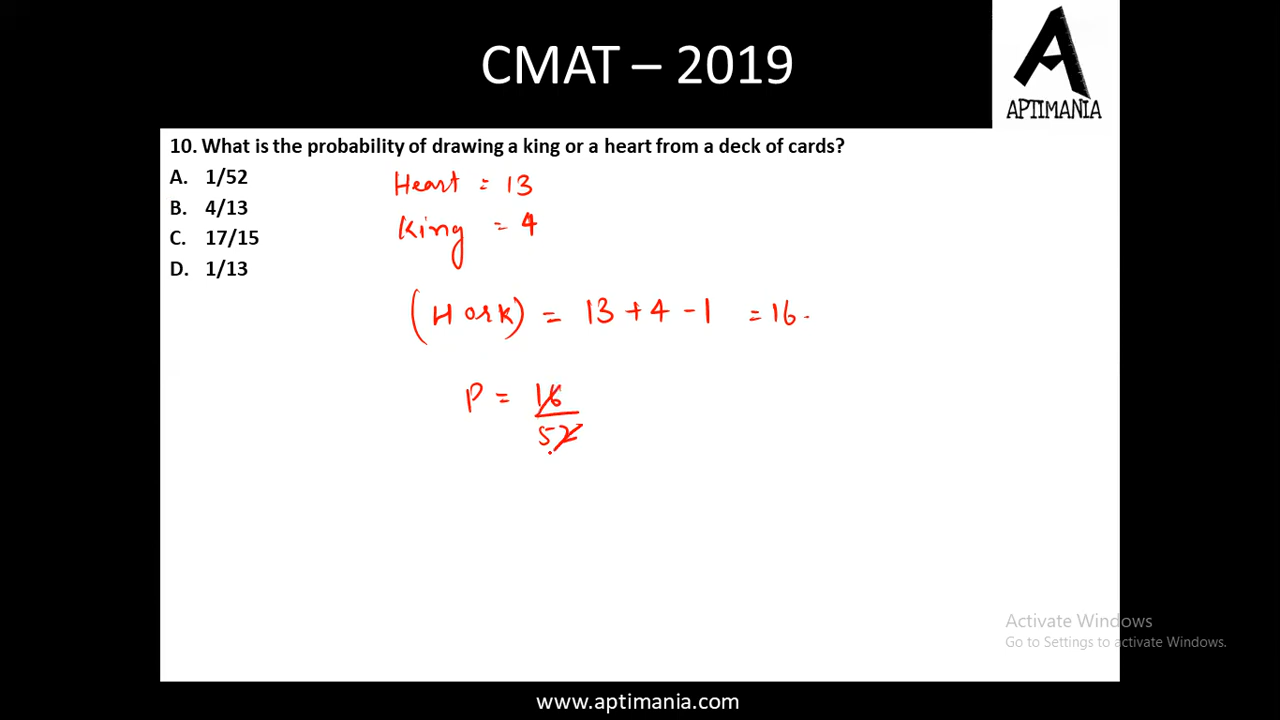 CMAT – 2019
A
APTIMANIA
10. What is the probability of drawing a king or a heart from a deck of cards?
A. 1/52
B. 4/13
C. 17/15
D. 1/13
Heart = 13
King = 4
(H or K) = 13 + 4 - 1 = 16.
P = 16/52
Activate Windows
Go to Settings to activate Windows.
www.aptimania.com